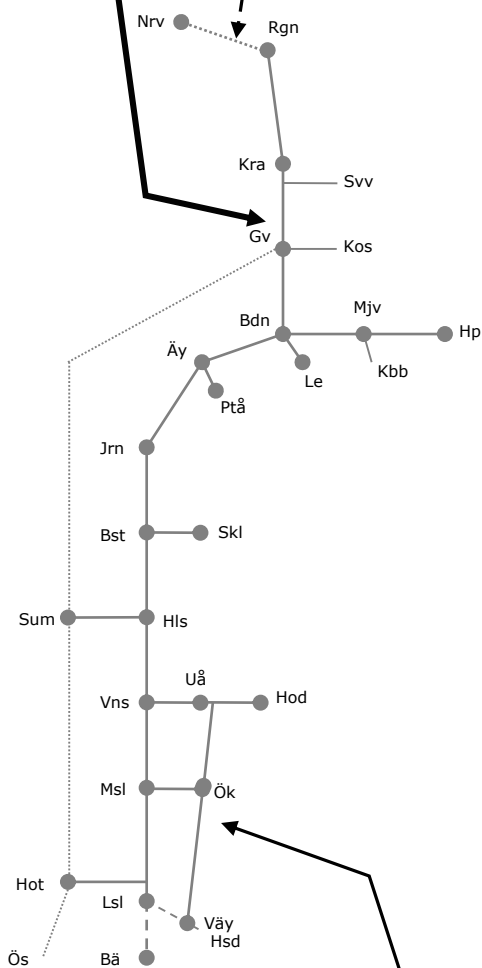 Nrv
Rgn
Kra
Svv
Gv
Kos
Bdn
Mjv
Hp
Äy
Le
Kbb
Ptå
Jrn
Bst
Skl
Sum
Hls
Uå
Vns
Hod
Msl
Ök
Hot
Lsl
Väy
Hsd
Ös
Bä